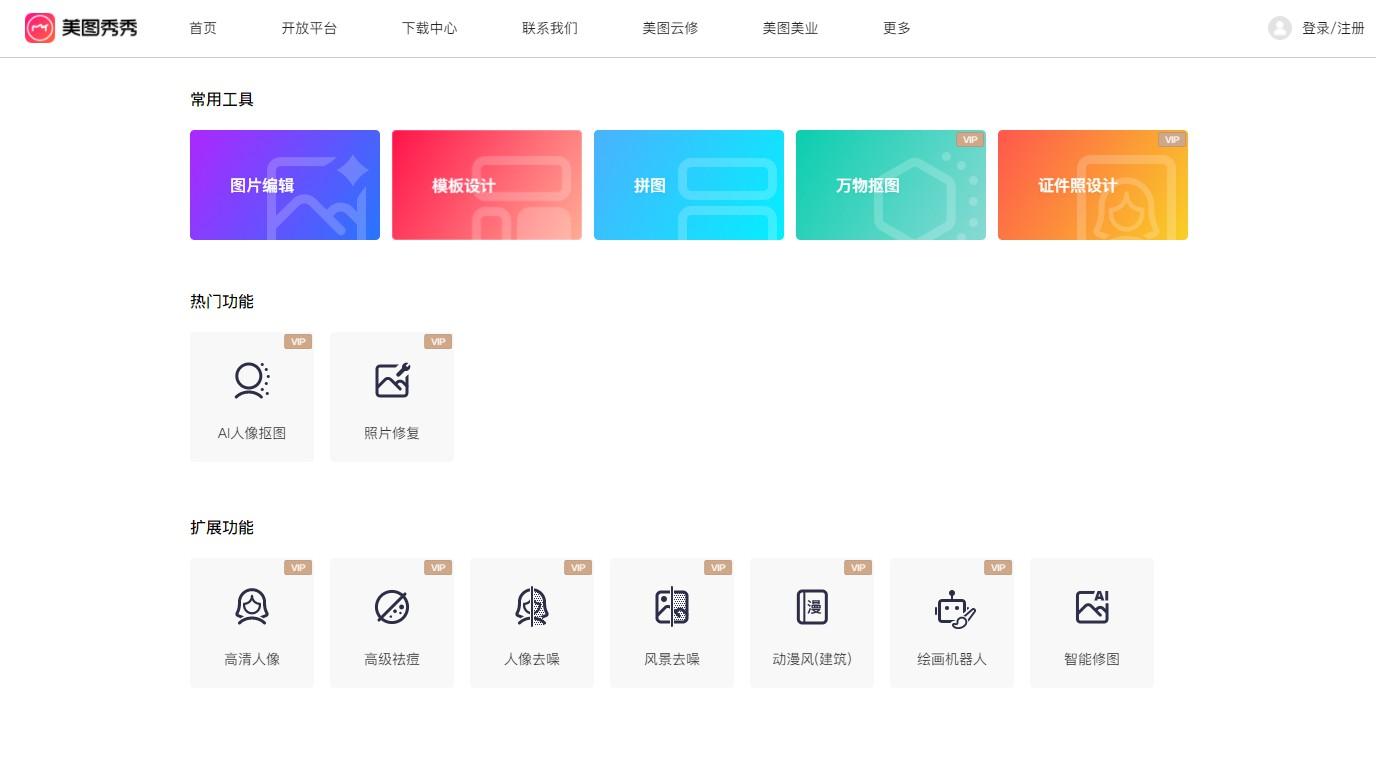 美图秀秀 首页 开放平台 下载中心 联系我们 美图云修 美图美业 更多 登录/注册
常用工具
VIP VIP
图片编辑 模板设计 拼图 万物抠图 证件照设计
热门功能
VIP VIP
AI人像抠图 照片修复
扩展功能
VIP VIP VIP VIP VIP VIP
漫 AI
高清人像 高级祛痘 人像去噪 风景去噪 动漫风(建筑) 绘画机器人 智能修图